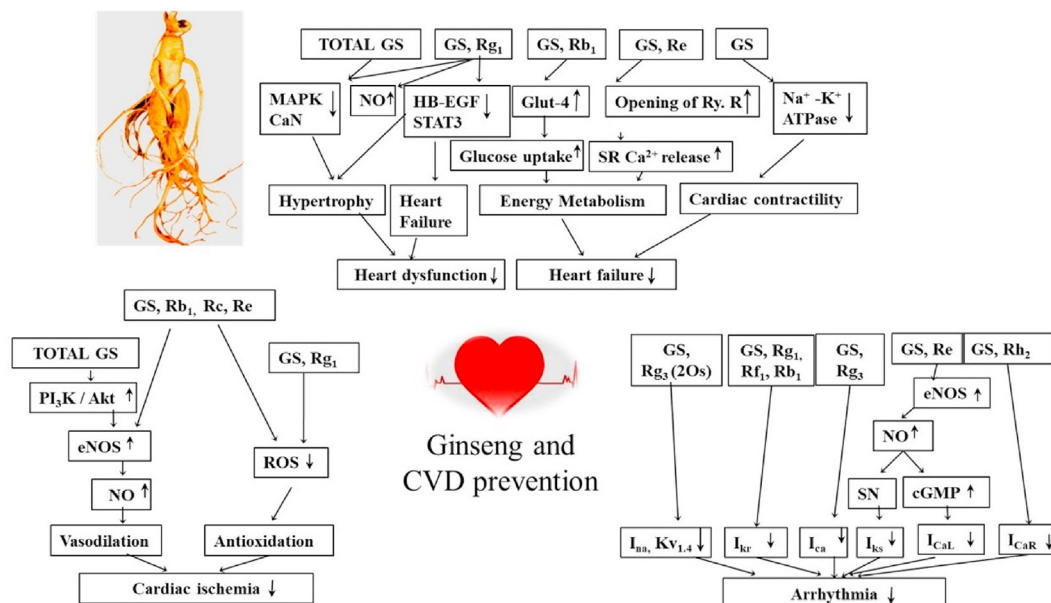 TOTAL GS
GS, Rg₁
GS, Rb₁
GS, Re
GS
MAPK ↓
CaN
NO↑
HB-EGF ↓
STAT3
Glut-4 ↑
Opening of Ry. R ↑
Na⁺ -K⁺ ↓
ATPase
Glucose uptake ↑
SR Ca²⁺ release ↑
Hypertrophy
Heart
Failure
Energy Metabolism
Cardiac contractility
Heart dysfunction ↓
Heart failure ↓
GS, Rb₁, Rc, Re
TOTAL GS
GS, Rg₁
PI₃K / Akt ↑
eNOS ↑
ROS ↓
NO ↑
Vasodilation
Antioxidation
Cardiac ischemia ↓
Ginseng and
CVD prevention
GS,
Rg₃ (2Os)
GS, Rg₁,
Rf₁, Rb₁
GS,
Rg₃
GS, Re
GS, Rh₂
eNOS ↑
NO ↑
SN
cGMP ↑
Iₙₐ, Kv₁.₄ ↓
Iₖᵣ ↓
I꜀ₐ ↓
Iₖₛ ↓
I_CaL ↓
I_CaR ↓
Arrhythmia ↓